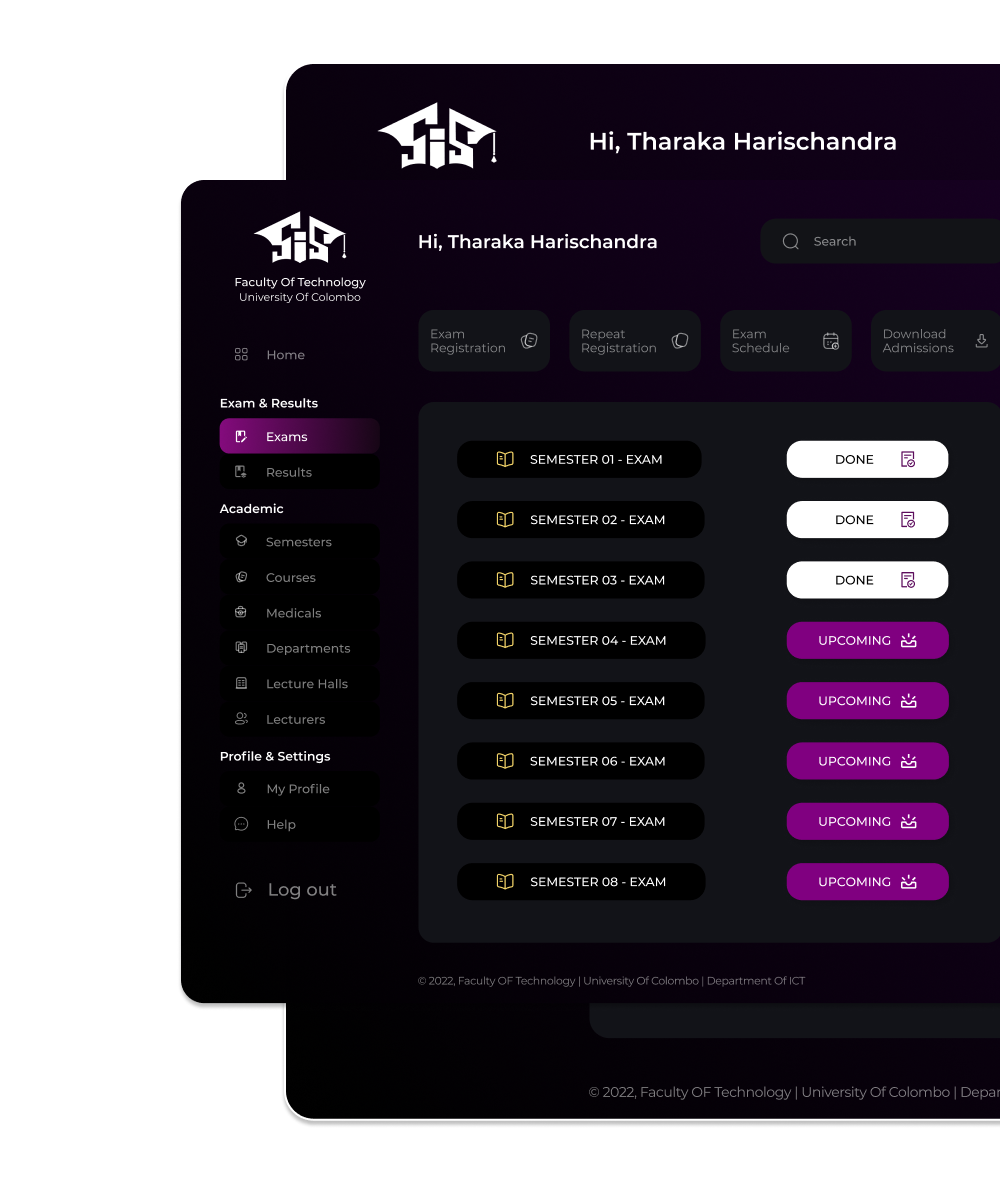 SiS
Hi, Tharaka Harischandra
SiS
Faculty Of Technology
University Of Colombo
Hi, Tharaka Harischandra
Search
Home
Exam & Results
Exams
Results
Academic
Semesters
Courses
Medicals
Departments
Lecture Halls
Lecturers
Profile & Settings
My Profile
Help
Log out
Exam
Registration
Repeat
Registration
Exam
Schedule
Download
Admissions
SEMESTER 01 - EXAM DONE
SEMESTER 02 - EXAM DONE
SEMESTER 03 - EXAM DONE
SEMESTER 04 - EXAM UPCOMING
SEMESTER 05 - EXAM UPCOMING
SEMESTER 06 - EXAM UPCOMING
SEMESTER 07 - EXAM UPCOMING
SEMESTER 08 - EXAM UPCOMING
© 2022, Faculty OF Technology | University Of Colombo | Department Of ICT
© 2022, Faculty OF Technology | University Of Colombo | Depar